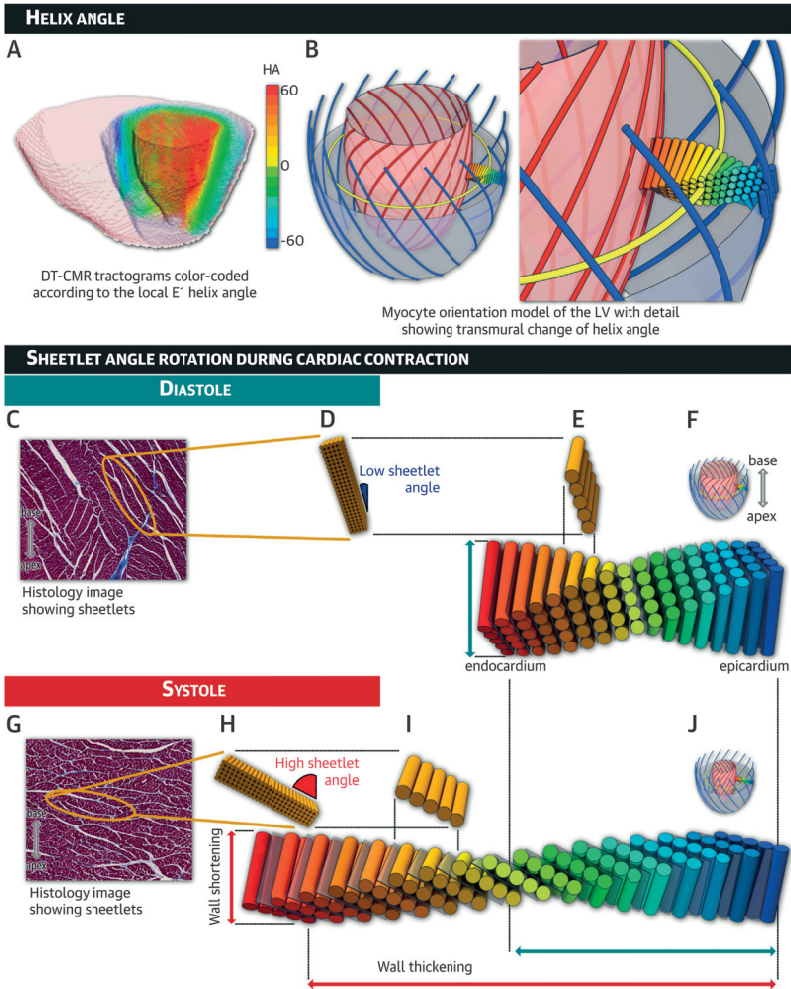 HELIX ANGLE
A
B
HA
60
0
-60
DT-CMR tractograms color-coded
according to the local E1 helix angle
Myocyte orientation model of the LV with detail
showing transmural change of helix angle
SHEETLET ANGLE ROTATION DURING CARDIAC CONTRACTION
DIASTOLE
C
D
E
F
Low sheetlet
angle
base
apex
base
apex
Histology image
showing sheetlets
endocardium
epicardium
SYSTOLE
G
H
I
J
High sheetlet
angle
base
apex
Wall shortening
Histology image
showing sheetlets
Wall thickening